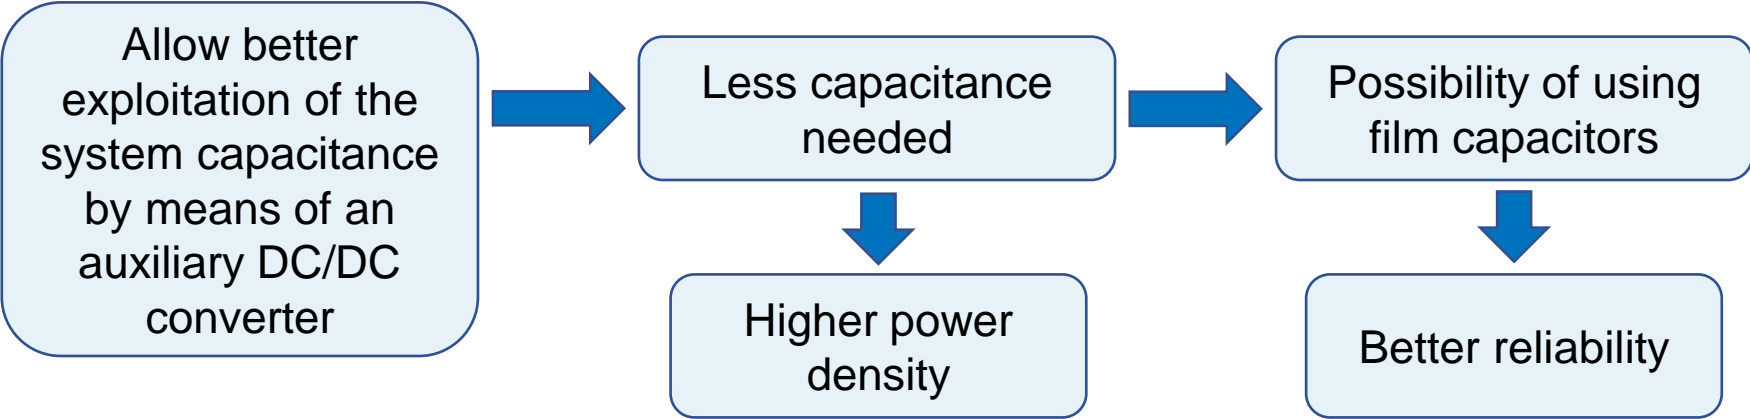 Allow better
exploitation of the
system capacitance
by means of an
auxiliary DC/DC
converter
Less capacitance
needed
Possibility of using
film capacitors
Higher power
density
Better reliability